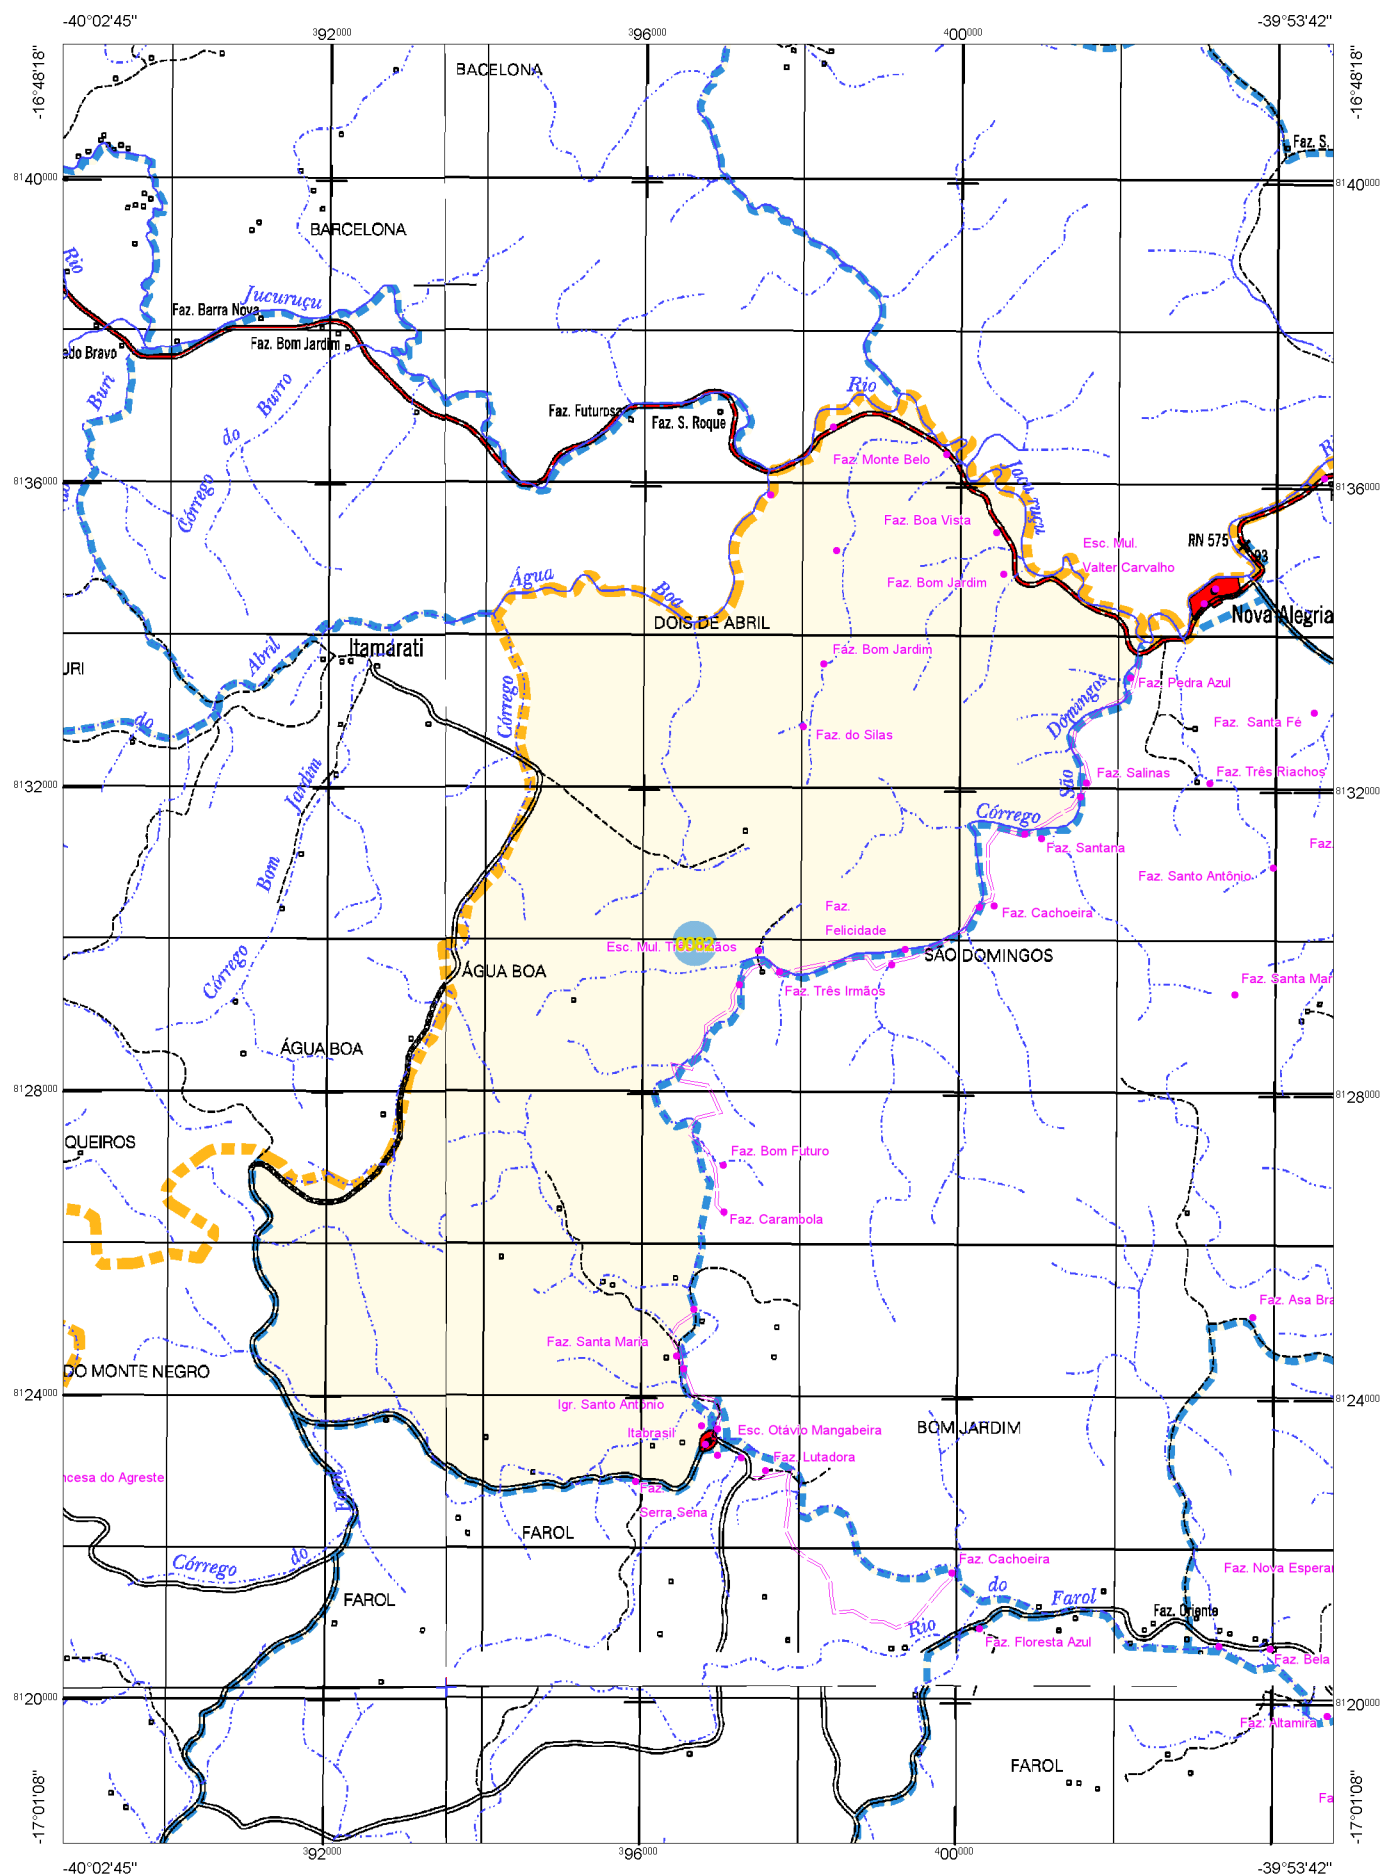 -40°02'45"
392000
396000
400000
-39°53'42"
-16°48'18"
-16°48'18"
BACELONA
Faz. S.
8140000
8140000
BARCELONA
Rio
Jucuruçu
Faz. Barra Nova
Faz. Bom Jardim
edo Bravo
Buri
Burro
do
Córrego
Faz. Futurosa
Faz. S. Roque
Rio
Faz. Monte Belo
Jucuruçu
8136000
8136000
Faz. Boa Vista
Esc. Mul.
Valter Carvalho
RN 575
93
Faz. Bom Jardim
Água
Boa
DOIS DE ABRIL
Nova Alegria
Itamarati
Abril
do
URI
Faz. Bom Jardim
Faz. Pedra Azul
Córrego
Domingos
Faz. Santa Fé
Faz. do Silas
São
Faz. Salinas
Faz. Três Riachos
8132000
8132000
Jardim
Bom
Córrego
Córrego
Faz. Santana
Faz.
Faz. Santo Antônio
Faz.
Felicidade
Faz. Cachoeira
SÃO DOMINGOS
ÁGUA BOA
Faz. Três Irmãos
Faz. Santa Mar
ÁGUA BOA
8128000
8128000
QUEIROS
Faz. Bom Futuro
Faz. Carambola
Faz. Asa Bra
Faz. Santa Maria
DO MONTE NEGRO
8124000
8124000
Igr. Santo Antônio
Itabrasil
Esc. Otávio Mangabeira
BOM JARDIM
Faz. Lutadora
ncesa do Agreste
Farol
Faz.
Serra Sena
FAROL
Córrego
do
Faz. Cachoeira
Faz. Nova Esperan
FAROL
do
Farol
Rio
Faz. Oriente
Faz. Floresta Azul
Faz. Bela
8120000
8120000
Faz. Altamira
FAROL
Fa
-17°01'08"
-17°01'08"
-40°02'45"
392000
396000
400000
-39°53'42"